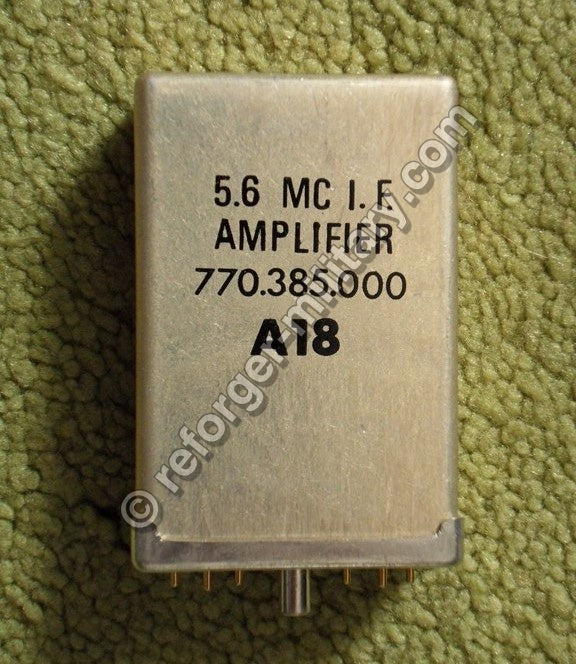 5.6 MC I.F.
AMPLIFIER
770.385.000
A18
© reforger-military.com